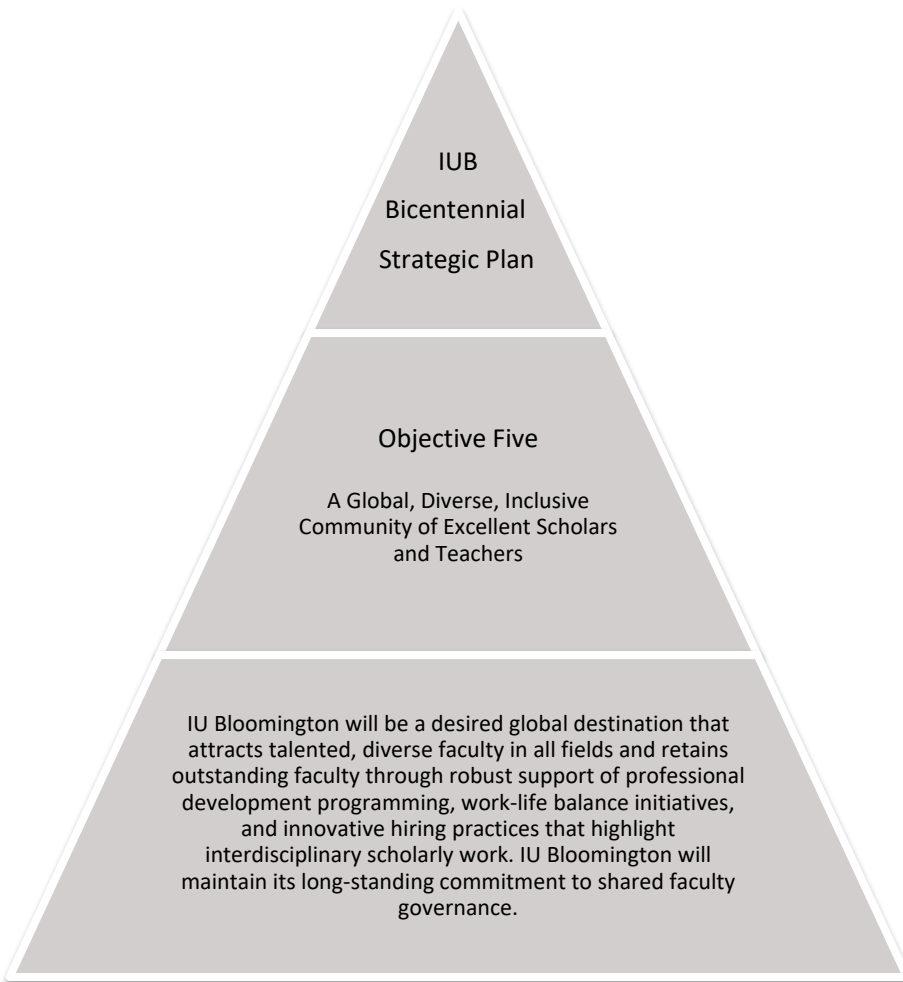 IUB
Bicentennial
Strategic Plan
Objective Five
A Global, Diverse, Inclusive
Community of Excellent Scholars
and Teachers
IU Bloomington will be a desired global destination that
attracts talented, diverse faculty in all fields and retains
outstanding faculty through robust support of professional
development programming, work-life balance initiatives,
and innovative hiring practices that highlight
interdisciplinary scholarly work. IU Bloomington will
maintain its long-standing commitment to shared faculty
governance.